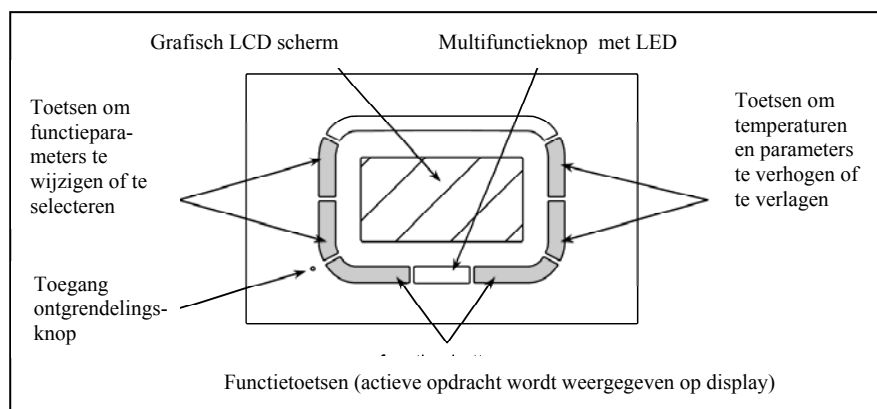 Grafisch LCD scherm
Multifunctieknop met LED
Toetsen om
functiepara-
meters te
wijzigen of te
selecteren
Toetsen om
temperaturen
en parameters
te verhogen of
te verlagen
Toegang
ontgrendelings-
knop
Functietoetsen (actieve opdracht wordt weergegeven op display)